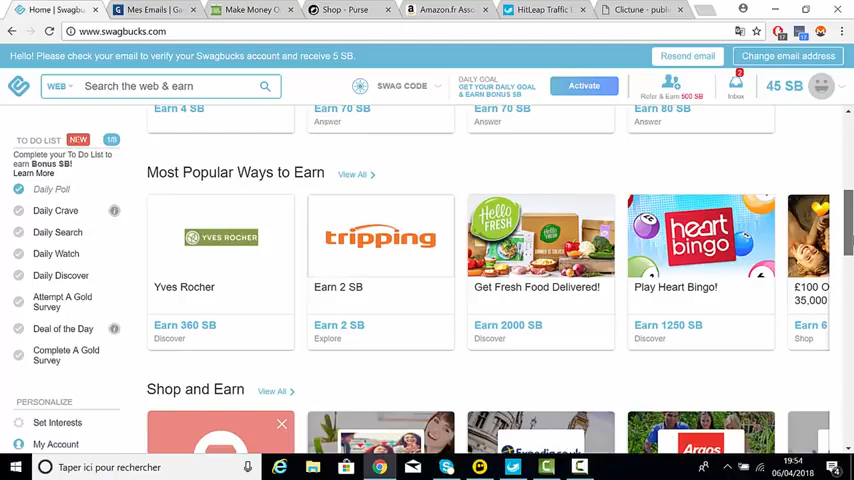 Home | Swagbu
Mes Emails | Ga
Make Money O
Shop - Purse
Amazon.fr Ass
HitLeap Traffic
Clictune - publ
www.swagbucks.com
Hello! Please check your email to verify your Swagbucks account and receive 5 SB.
Resend email
Change email address
WEB
Search the web & earn
SWAG CODE
DAILY GOAL
GET YOUR DAILY GOAL
& EARN BONUS SB
Activate
Refer & Earn 500 SB
2
Inbox
45 SB
Earn 4 SB
Earn 70 SB
Answer
Earn 70 SB
Answer
Earn 80 SB
Answer
TO DO LIST NEW 1/8
Complete your To Do List to
earn Bonus SB!
Learn More
Daily Poll
Daily Crave
Daily Search
Daily Watch
Daily Discover
Attempt A Gold
Survey
Deal of the Day
Complete A Gold
Survey
PERSONALIZE
Set Interests
My Account
Most Popular Ways to Earn View All
YVES ROCHER
Yves Rocher
Earn 360 SB
Discover
tripping
Earn 2 SB
Earn 2 SB
Explore
Hello
FRESH
Get Fresh Food Delivered!
Earn 2000 SB
Discover
heart
bingo
Play Heart Bingo!
Earn 1250 SB
Discover
£100 O
35,000
Earn 6
Shop
Shop and Earn View All
Argos
Taper ici pour rechercher
19:54
06/04/2018
4